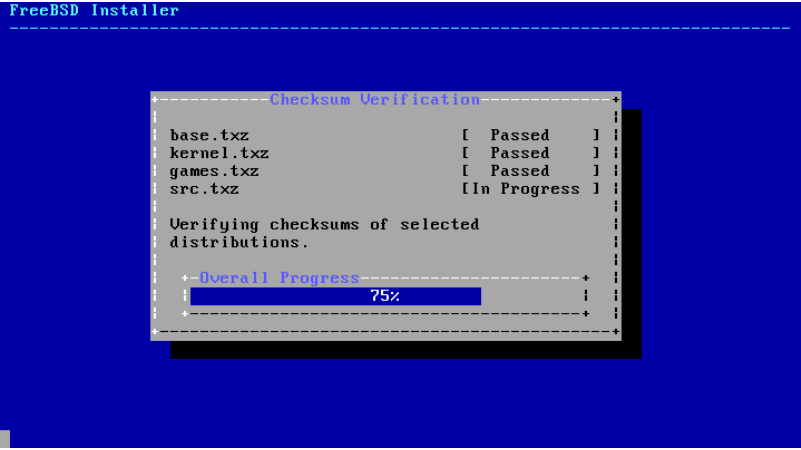 FreeBSD Installer
Checksum Verification
base.txz [ Passed ]
kernel.txz [ Passed ]
games.txz [ Passed ]
src.txz [In Progress ]
Verifying checksums of selected
distributions.
Overall Progress
75%